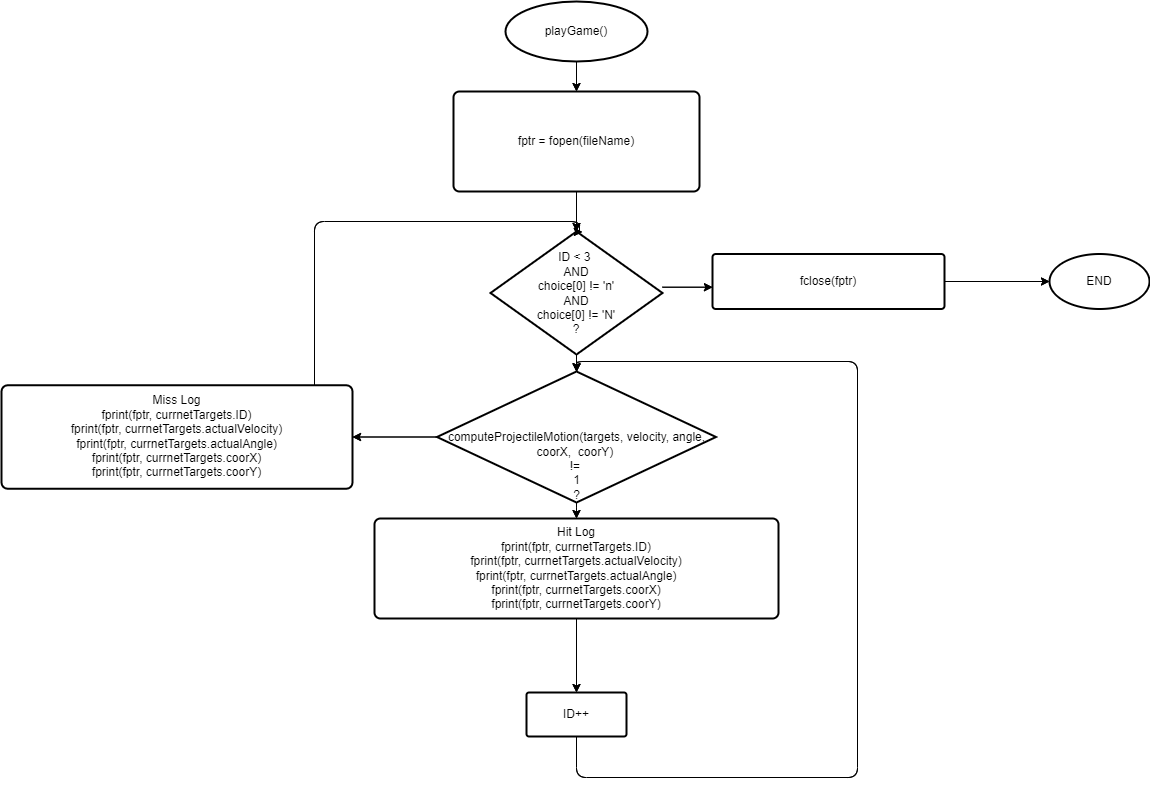 playGame()
fptr = fopen(fileName)
ID < 3
AND
choice[0] != 'n'
AND
choice[0] != 'N'
?
fclose(fptr)
END
computeProjectileMotion(targets, velocity, angle,
coorX, coorY)
!=
1
?
Miss Log
fprint(fptr, currnetTargets.ID)
fprint(fptr, currnetTargets.actualVelocity)
fprint(fptr, currnetTargets.actualAngle)
fprint(fptr, currnetTargets.coorX)
fprint(fptr, currnetTargets.coorY)
Hit Log
fprint(fptr, currnetTargets.ID)
fprint(fptr, currnetTargets.actualVelocity)
fprint(fptr, currnetTargets.actualAngle)
fprint(fptr, currnetTargets.coorX)
fprint(fptr, currnetTargets.coorY)
ID++